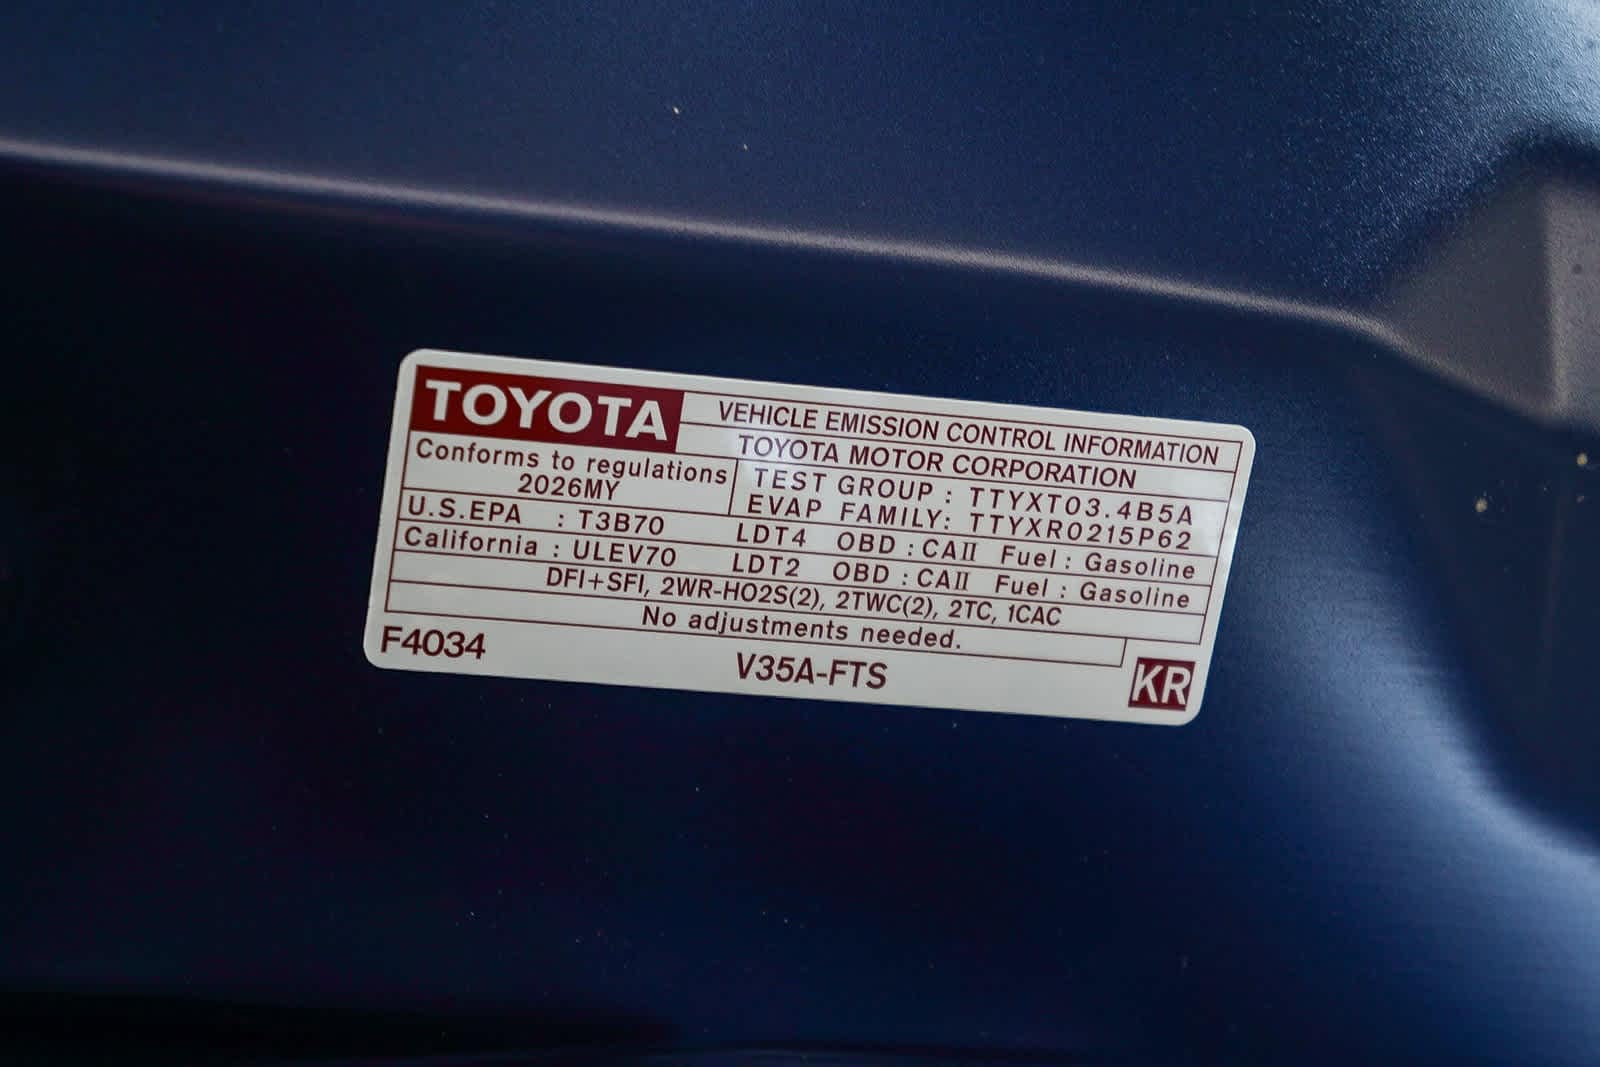 TOYOTA
VEHICLE EMISSION CONTROL INFORMATION
TOYOTA MOTOR CORPORATION
Conforms to regulations
2026MY
TEST GROUP : TTYXT03.4B5A
EVAP FAMILY: TTYXR0215P62
U.S.EPA : T3B70 LDT4 OBD : CAII Fuel : Gasoline
California : ULEV70 LDT2 OBD : CAII Fuel : Gasoline
DFI+SFI, 2WR-HO2S(2), 2TWC(2), 2TC, 1CAC
No adjustments needed.
F4034
V35A-FTS
KR